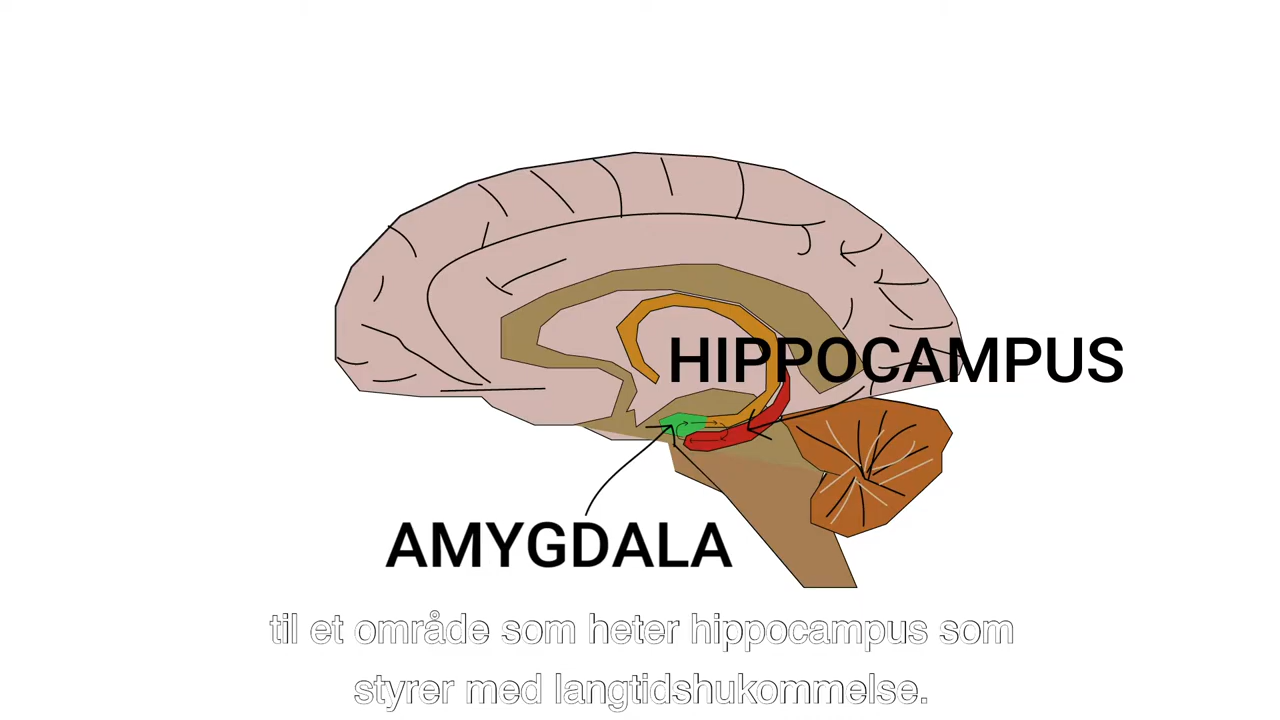 HIPPOCAMPUS
AMYGDALA
til et område som heter hippocampus som
styrer med langtidshukommelse.